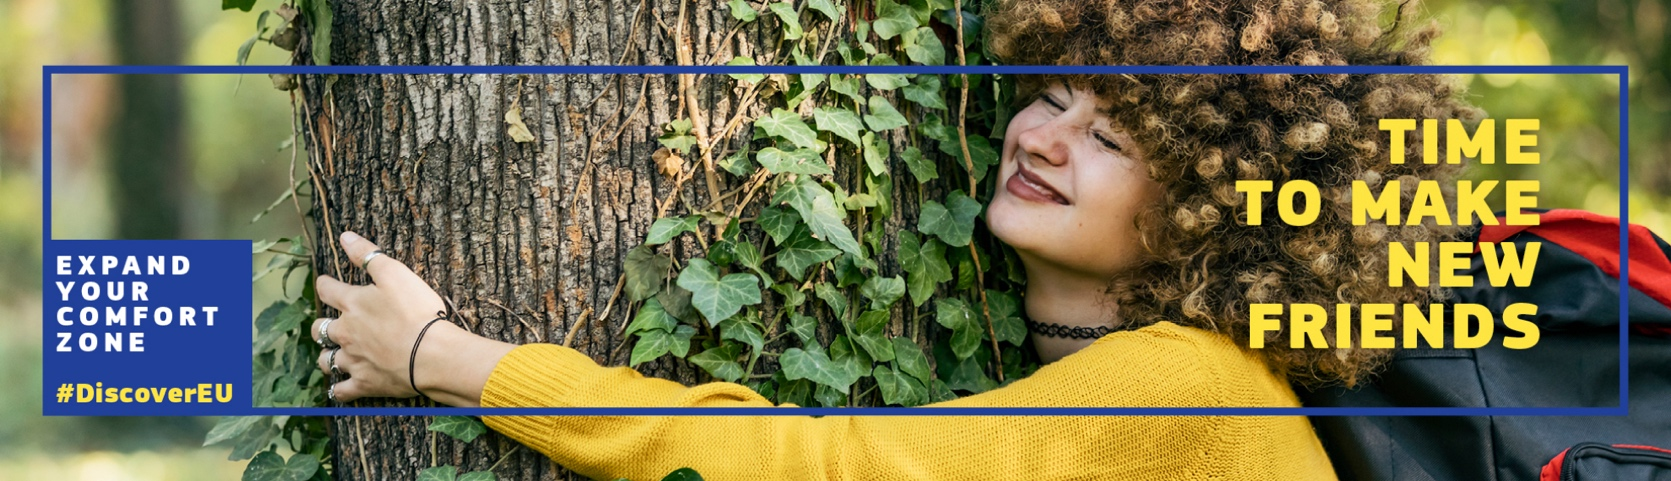 EXPAND
YOUR
COMFORT
ZONE
#DiscoverEU
TIME
TO MAKE
NEW
FRIENDS